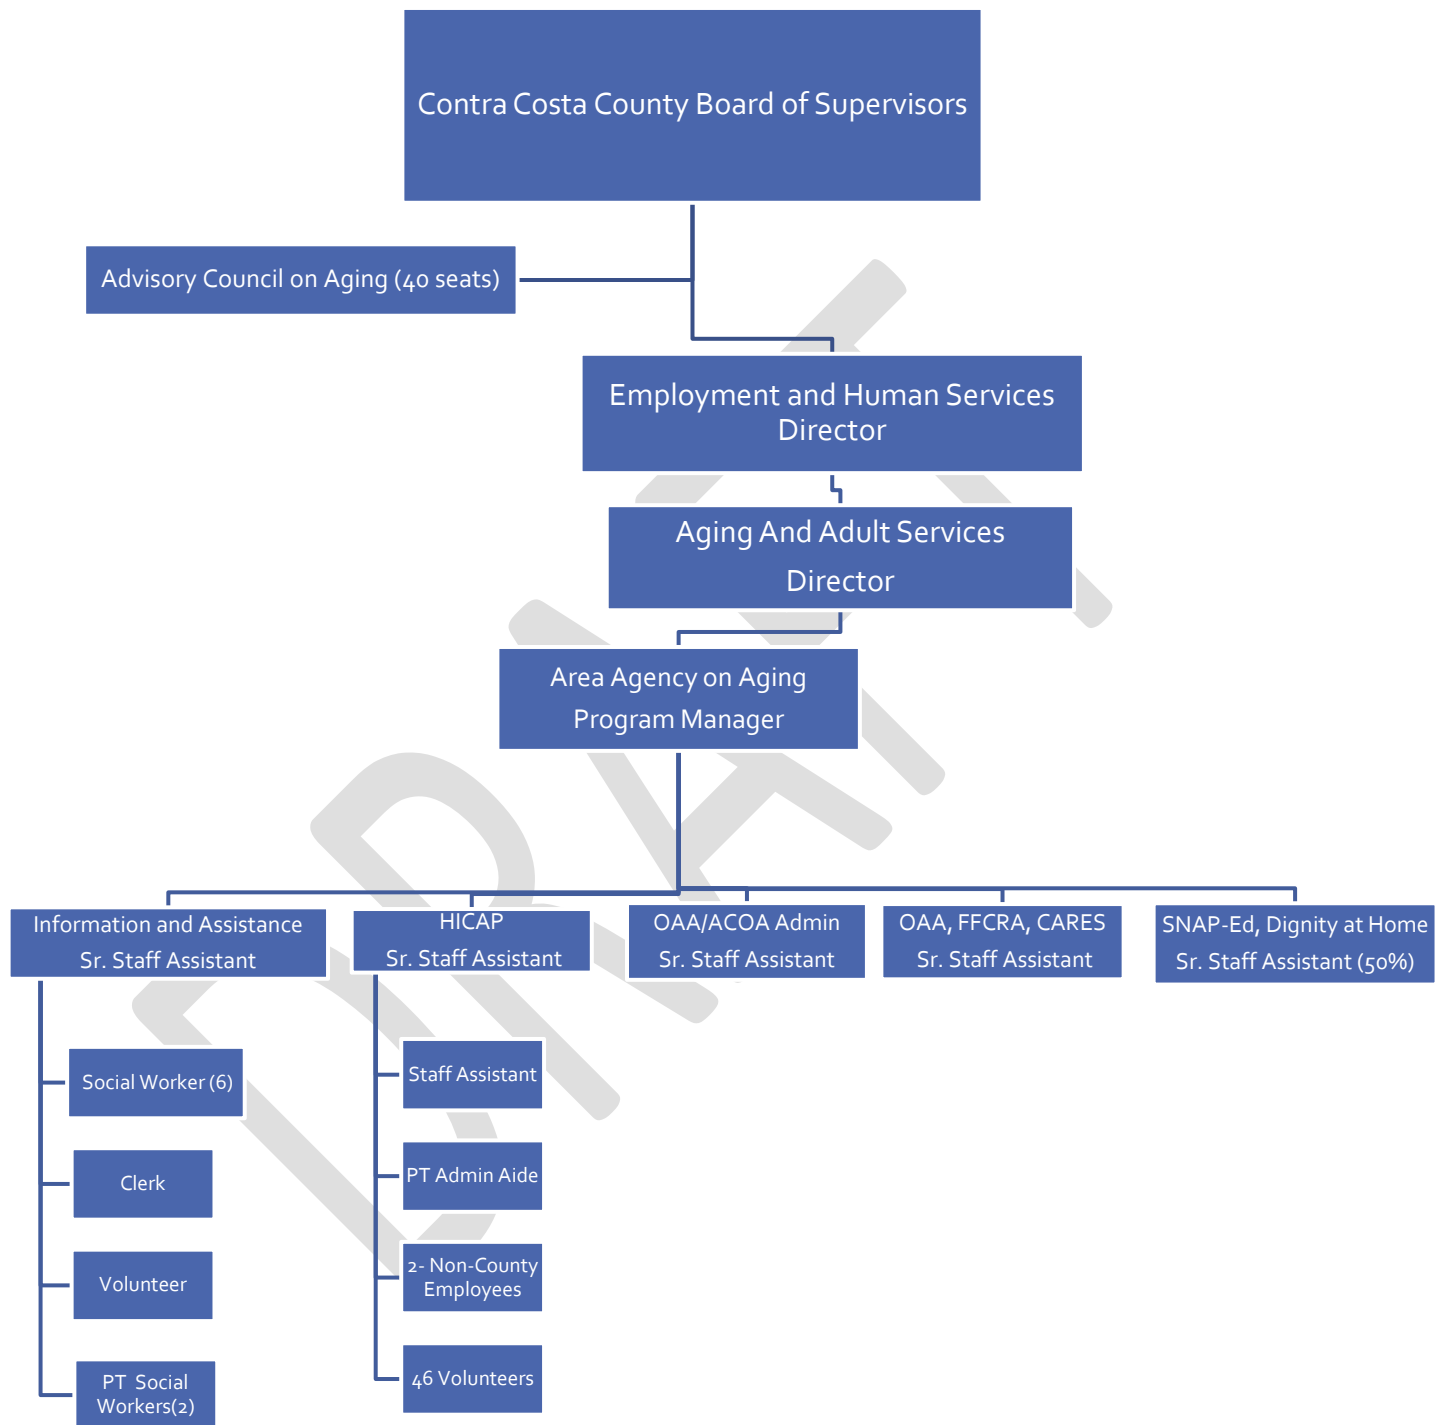 Contra Costa County Board of Supervisors
Advisory Council on Aging (40 seats)
Employment and Human Services
Director
Aging And Adult Services
Director
Area Agency on Aging
Program Manager
Information and Assistance
Sr. Staff Assistant
HICAP
Sr. Staff Assistant
OAA/ACOA Admin
Sr. Staff Assistant
OAA, FFCRA, CARES
Sr. Staff Assistant
SNAP-Ed, Dignity at Home
Sr. Staff Assistant (50%)
Social Worker (6)
Clerk
Volunteer
PT Social
Workers(2)
Staff Assistant
PT Admin Aide
2- Non-County
Employees
46 Volunteers
DRAFT